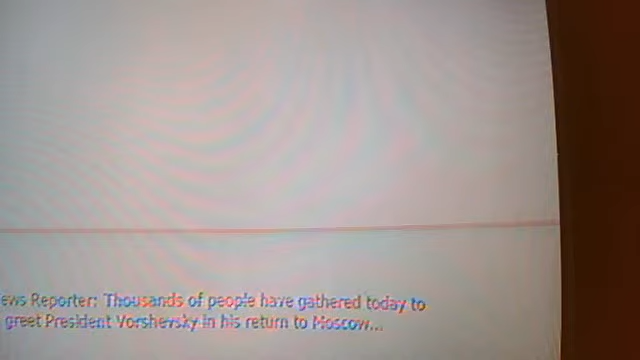 ews Reporter: Thousands of people have gathered today to
greet President Vorshevsky in his return to Moscow...